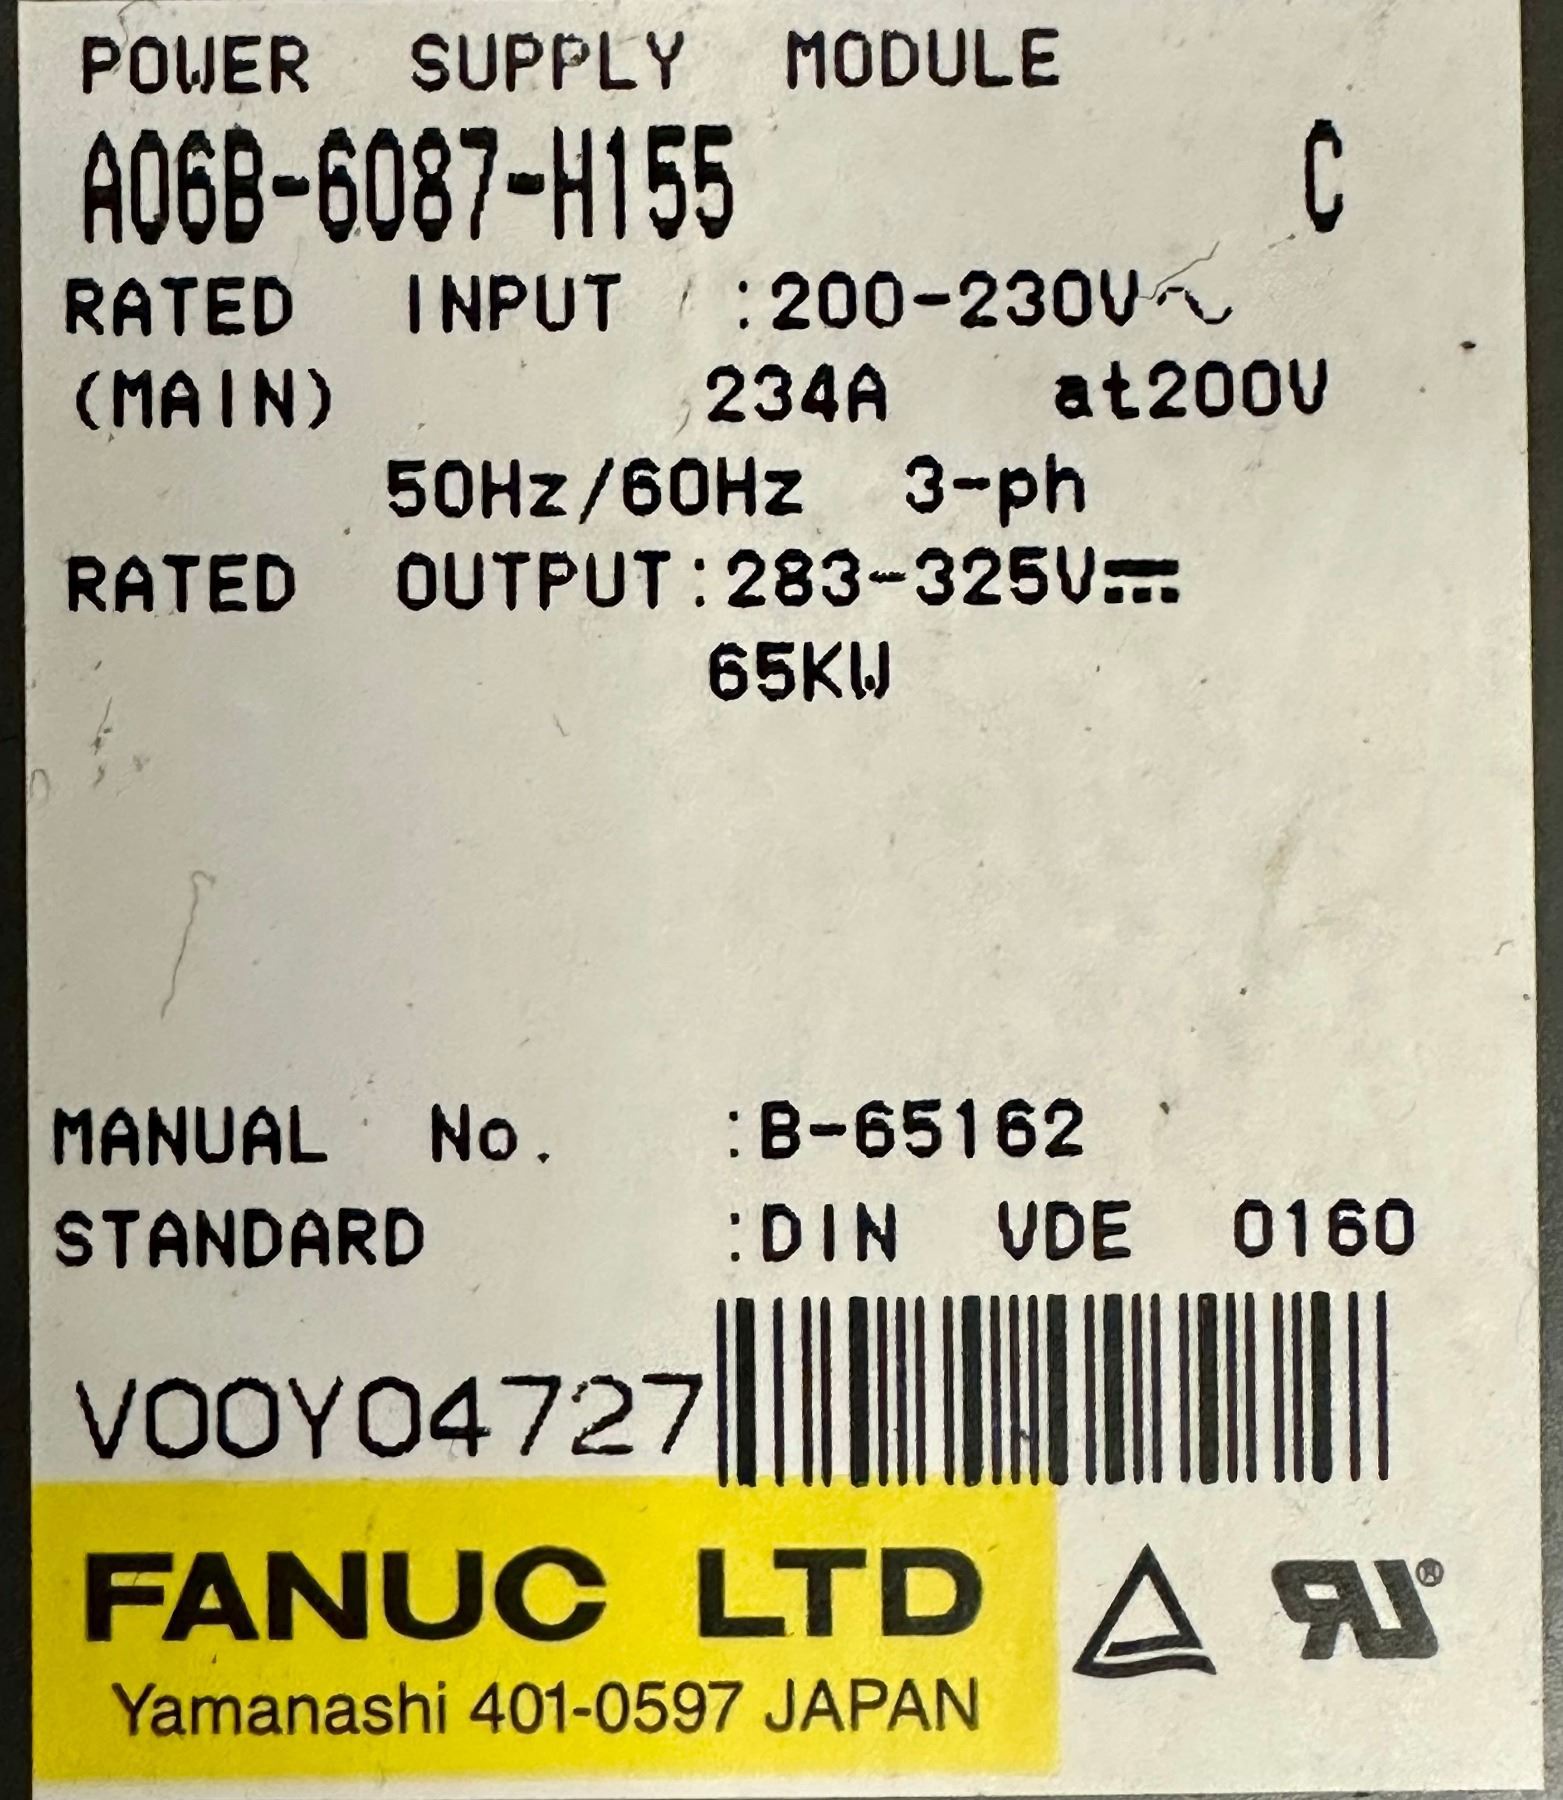 POWER SUPPLY MODULE
A06B-6087-H155 C
RATED INPUT :200-230V~
(MAIN) 234A at200V
50Hz/60Hz 3-ph
RATED OUTPUT:283-325V⎓
65KW
MANUAL No. :B-65162
STANDARD :DIN VDE 0160
V00Y04727
FANUC LTD
Yamanashi 401-0597 JAPAN